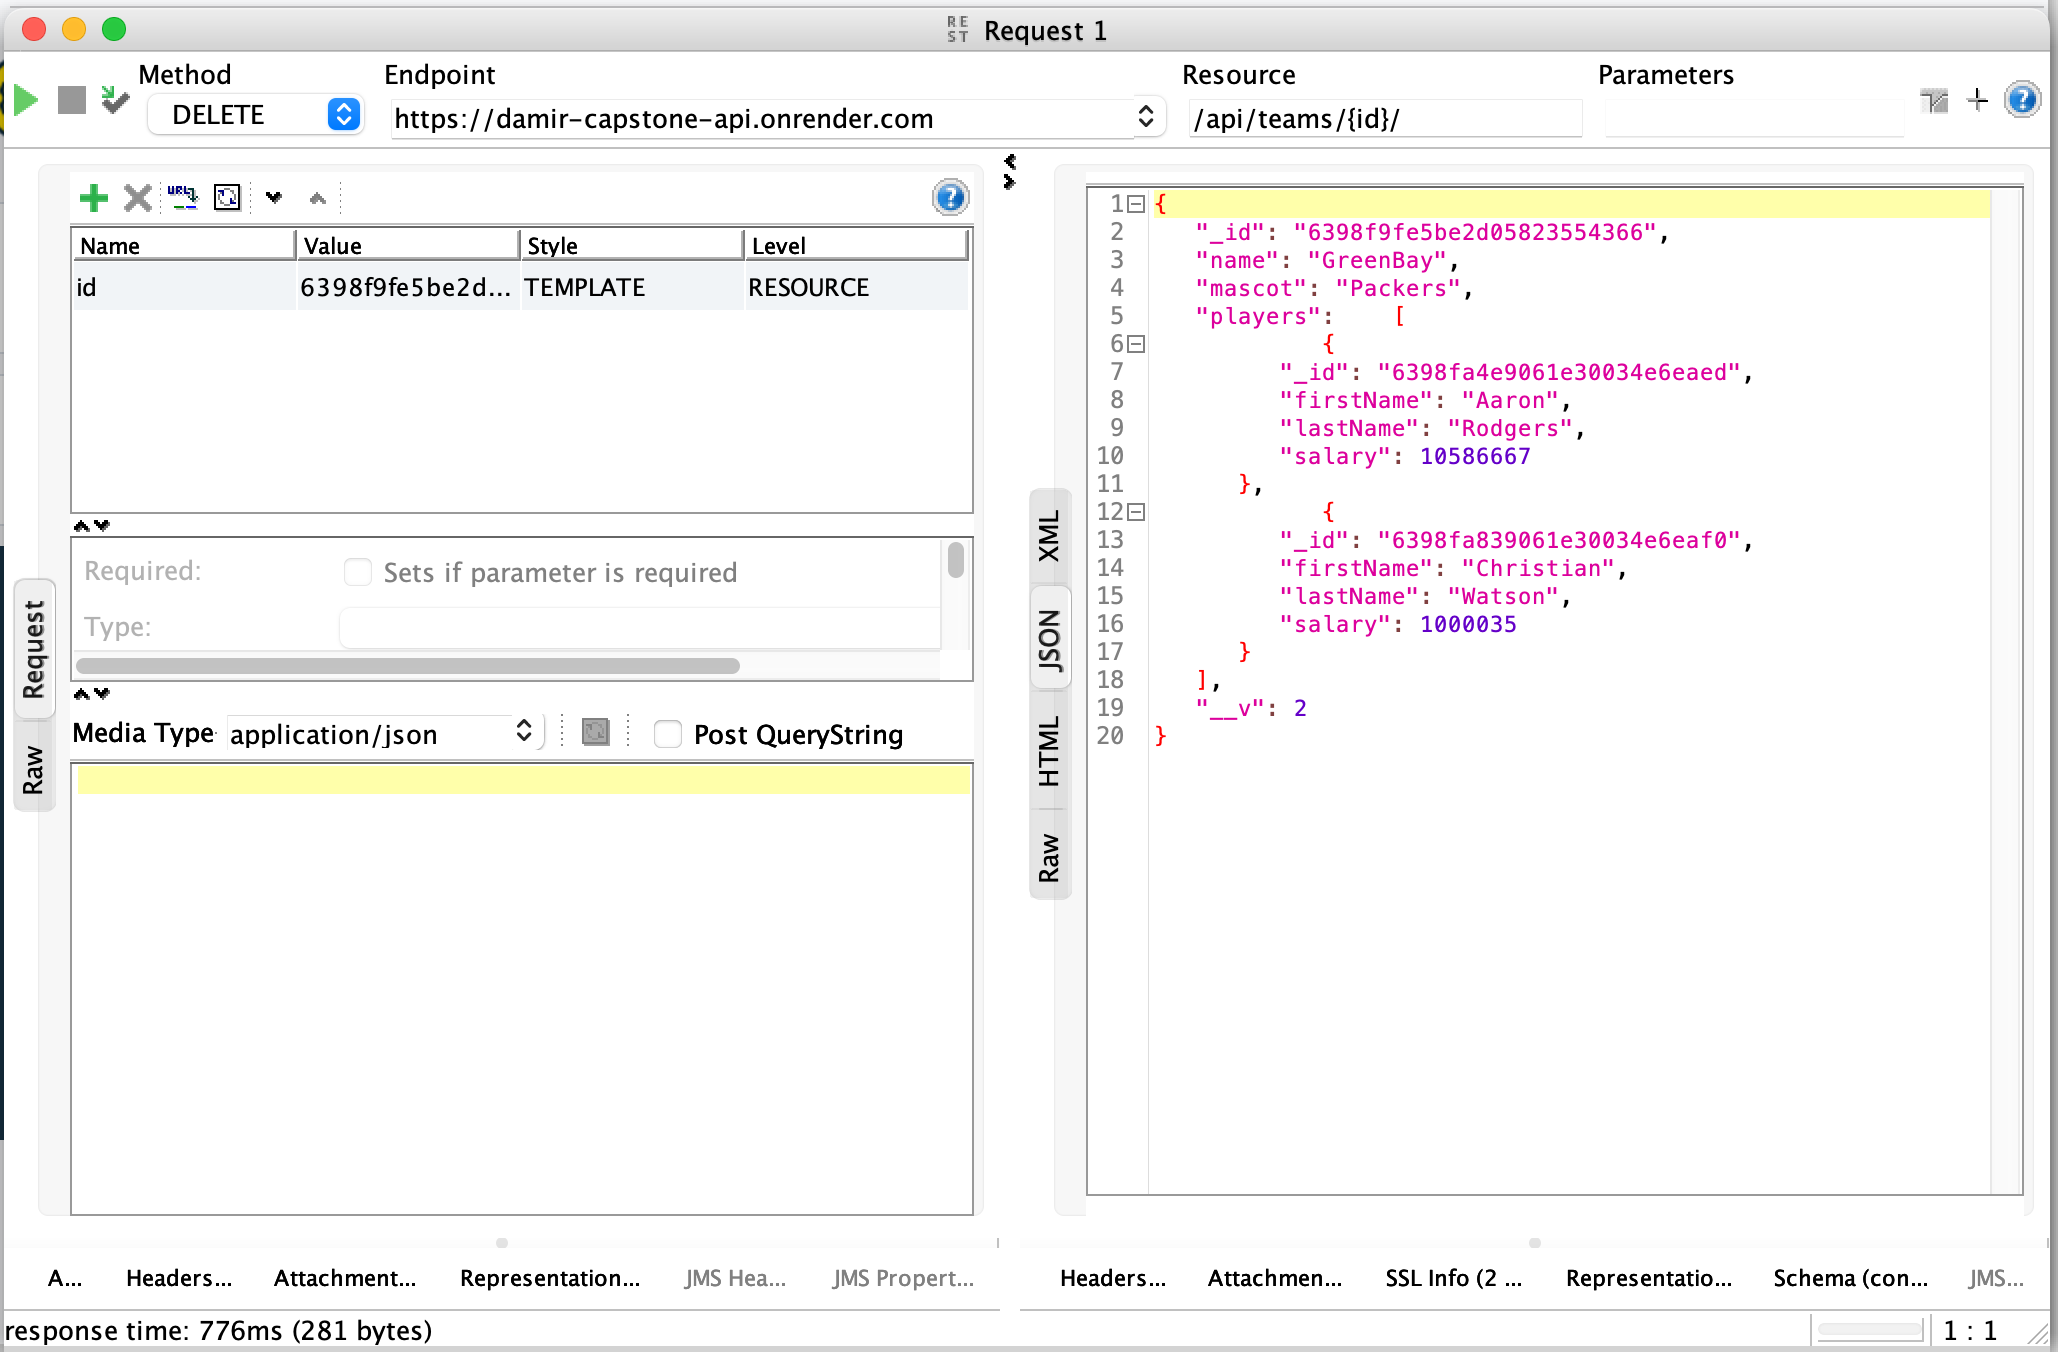 REST Request 1
Method Endpoint Resource Parameters
DELETE https://damir-capstone-api.onrender.com /api/teams/{id}/
URL
Name Value Style Level
id 6398f9fe5be2d... TEMPLATE RESOURCE
Required: Sets if parameter is required
Type:
Request
Raw
Media Type application/json Post QueryString
XML
JSON
HTML
Raw
1 {
2 "_id": "6398f9fe5be2d05823554366",
3 "name": "GreenBay",
4 "mascot": "Packers",
5 "players": [
6 {
7 "_id": "6398fa4e9061e30034e6eaed",
8 "firstName": "Aaron",
9 "lastName": "Rodgers",
10 "salary": 10586667
11 },
12 {
13 "_id": "6398fa839061e30034e6eaf0",
14 "firstName": "Christian",
15 "lastName": "Watson",
16 "salary": 1000035
17 }
18 ],
19 "__v": 2
20 }
A... Headers... Attachment... Representation... JMS Hea... JMS Propert...
Headers... Attachmen... SSL Info (2 ... Representatio... Schema (con... JMS...
response time: 776ms (281 bytes)
1 : 1